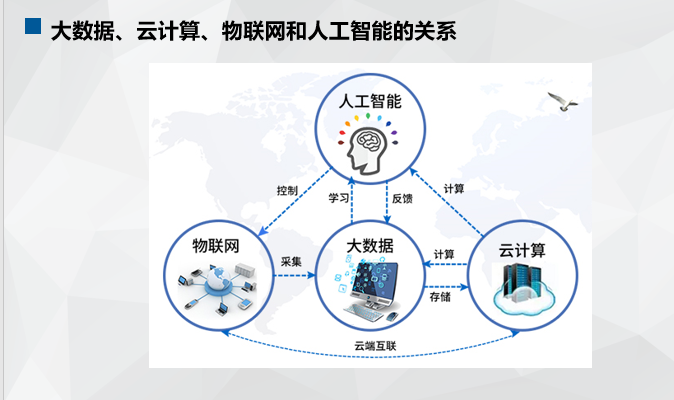 大数据、云计算、物联网和人工智能的关系
人工智能
控制
学习
反馈
计算
物联网
采集
大数据
计算
存储
云计算
云端互联